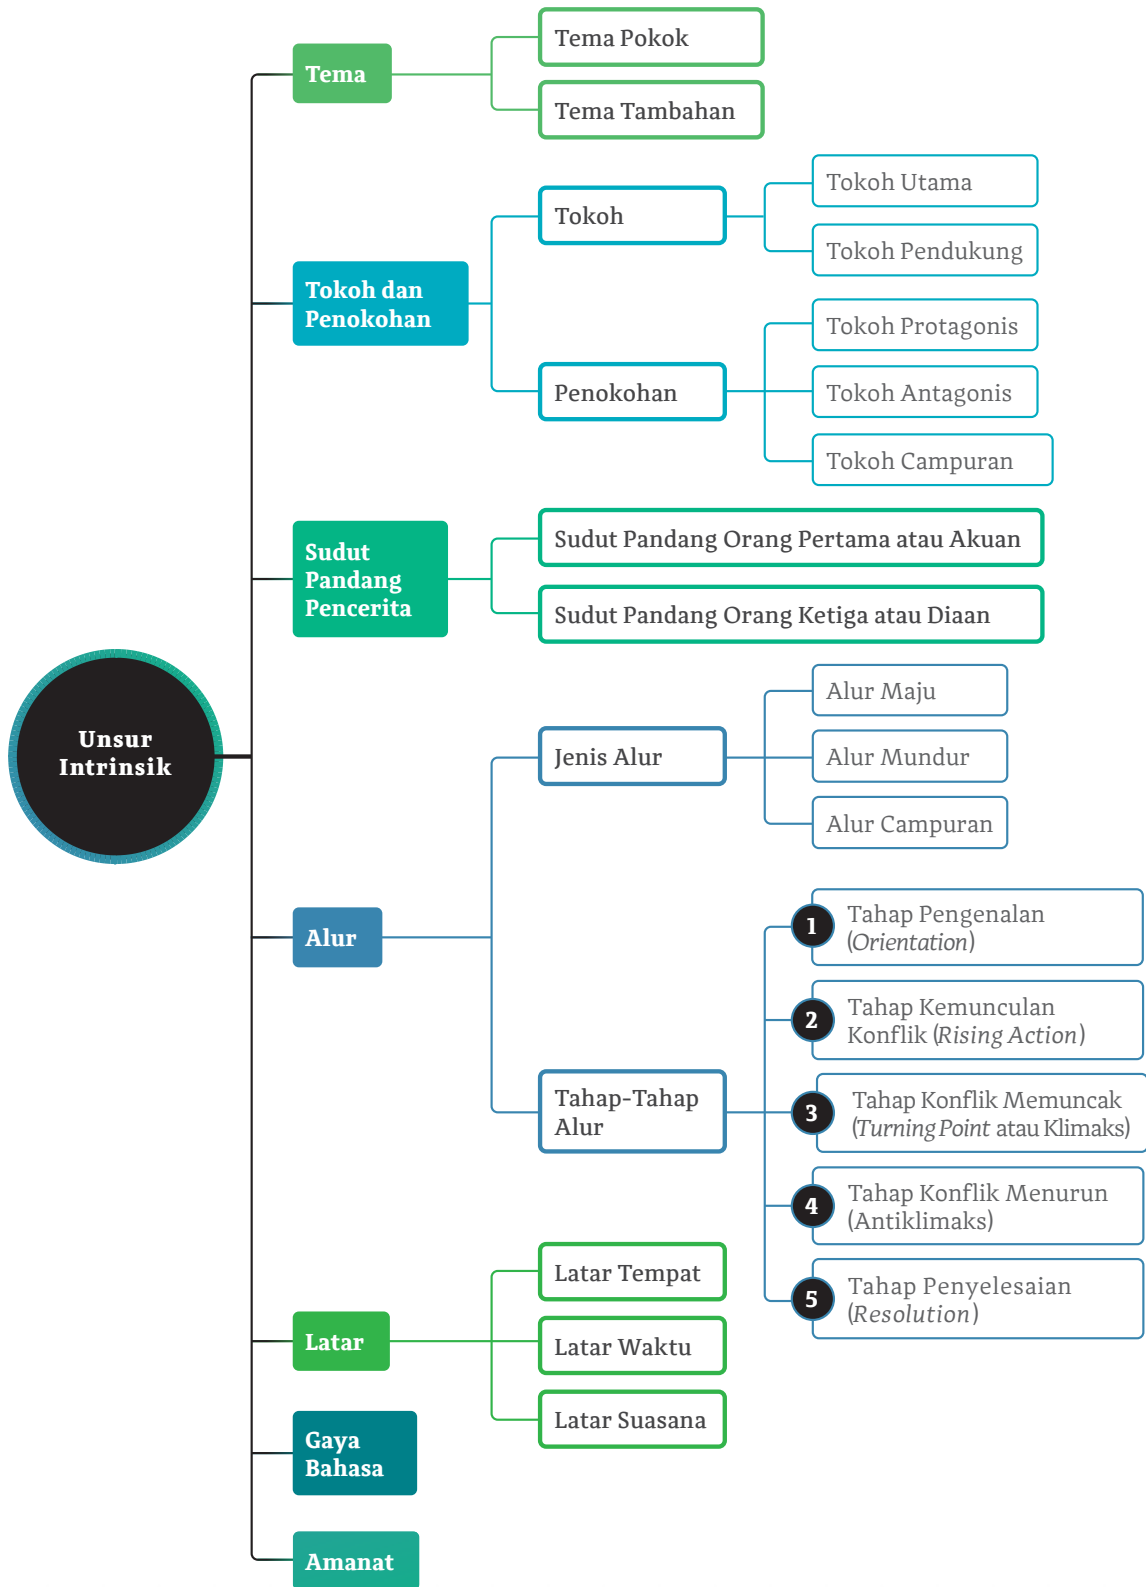 Unsur
Intrinsik
Tema
Tema Pokok
Tema Tambahan
Tokoh dan
Penokohan
Tokoh
Tokoh Utama
Tokoh Pendukung
Penokohan
Tokoh Protagonis
Tokoh Antagonis
Tokoh Campuran
Sudut
Pandang
Pencerita
Sudut Pandang Orang Pertama atau Akuan
Sudut Pandang Orang Ketiga atau Diaan
Alur
Jenis Alur
Alur Maju
Alur Mundur
Alur Campuran
Tahap-Tahap
Alur
1 Tahap Pengenalan
(Orientation)
2 Tahap Kemunculan
Konflik (Rising Action)
3 Tahap Konflik Memuncak
(Turning Point atau Klimaks)
4 Tahap Konflik Menurun
(Antiklimaks)
5 Tahap Penyelesaian
(Resolution)
Latar
Latar Tempat
Latar Waktu
Latar Suasana
Gaya
Bahasa
Amanat